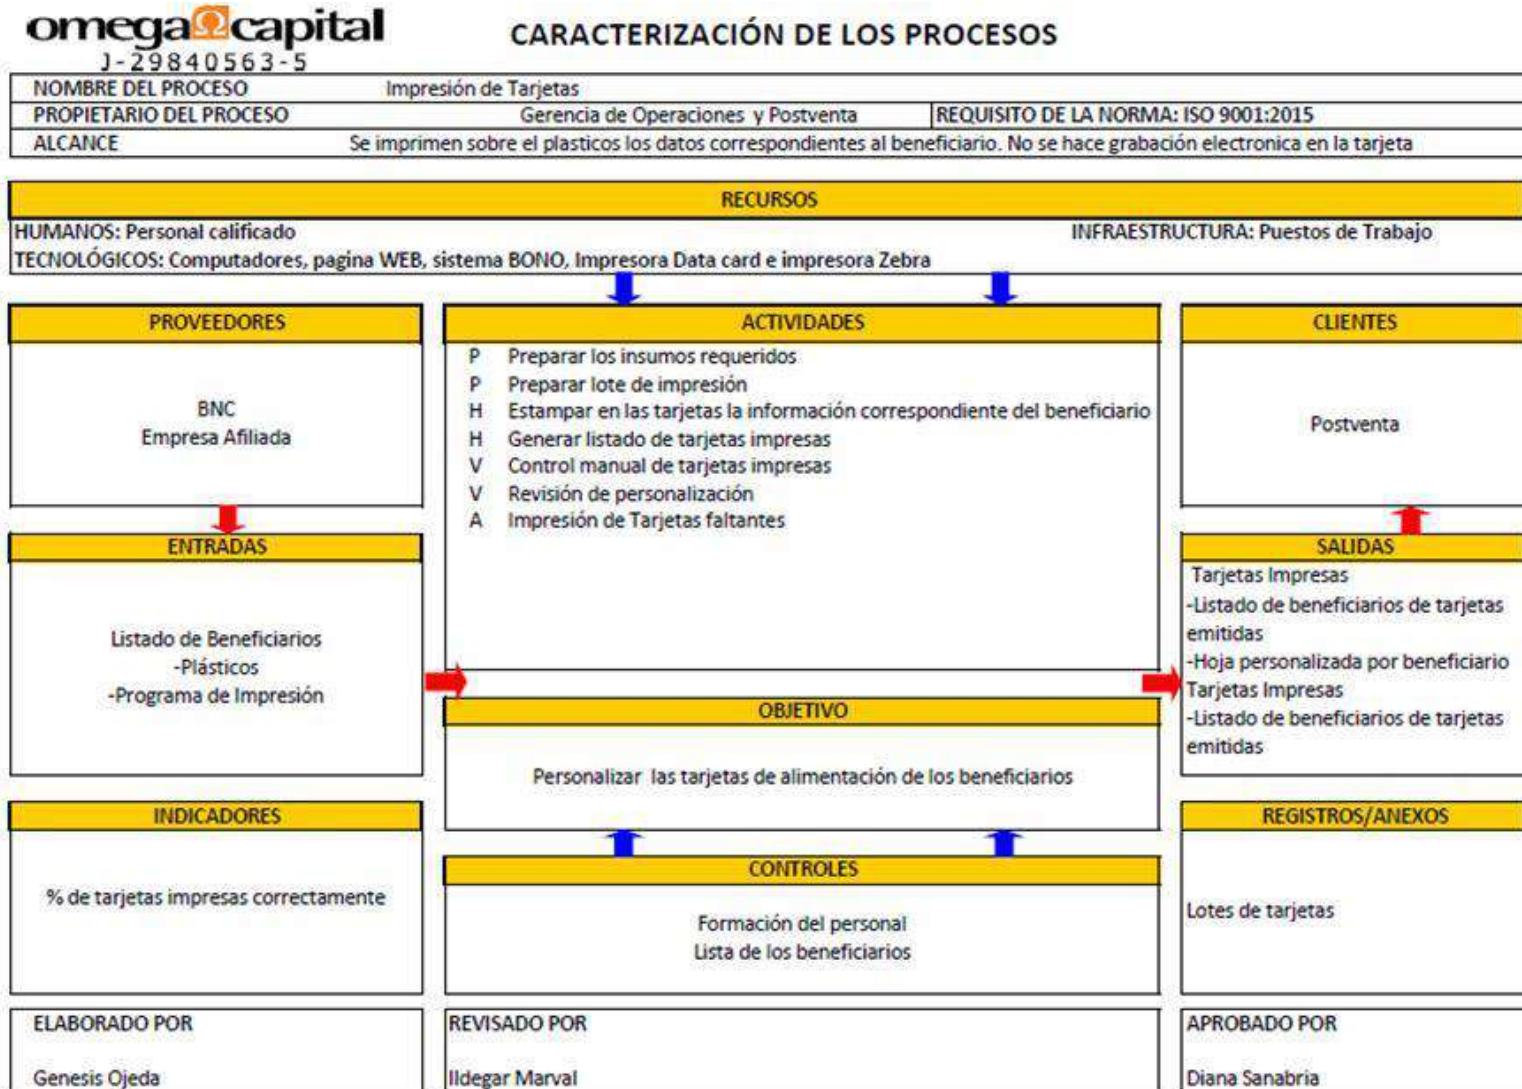 omegaΩcapital
J-29840563-5
CARACTERIZACIÓN DE LOS PROCESOS
NOMBRE DEL PROCESO Impresión de Tarjetas
PROPIETARIO DEL PROCESO Gerencia de Operaciones y Postventa REQUISITO DE LA NORMA: ISO 9001:2015
ALCANCE Se imprimen sobre el plasticos los datos correspondientes al beneficiario. No se hace grabación electronica en la tarjeta
RECURSOS
HUMANOS: Personal calificado INFRAESTRUCTURA: Puestos de Trabajo
TECNOLÓGICOS: Computadores, pagina WEB, sistema BONO, Impresora Data card e impresora Zebra
PROVEEDORES
BNC
Empresa Afiliada
ENTRADAS
Listado de Beneficiarios
-Plásticos
-Programa de Impresión
INDICADORES
% de tarjetas impresas correctamente
ACTIVIDADES
P Preparar los insumos requeridos
P Preparar lote de impresión
H Estampar en las tarjetas la información correspondiente del beneficiario
H Generar listado de tarjetas impresas
V Control manual de tarjetas impresas
V Revisión de personalización
A Impresión de Tarjetas faltantes
OBJETIVO
Personalizar las tarjetas de alimentación de los beneficiarios
CONTROLES
Formación del personal
Lista de los beneficiarios
CLIENTES
Postventa
SALIDAS
Tarjetas Impresas
-Listado de beneficiarios de tarjetas
emitidas
-Hoja personalizada por beneficiario
Tarjetas Impresas
-Listado de beneficiarios de tarjetas
emitidas
REGISTROS/ANEXOS
Lotes de tarjetas
ELABORADO POR
Genesis Ojeda
REVISADO POR
Ildegar Marval
APROBADO POR
Diana Sanabria